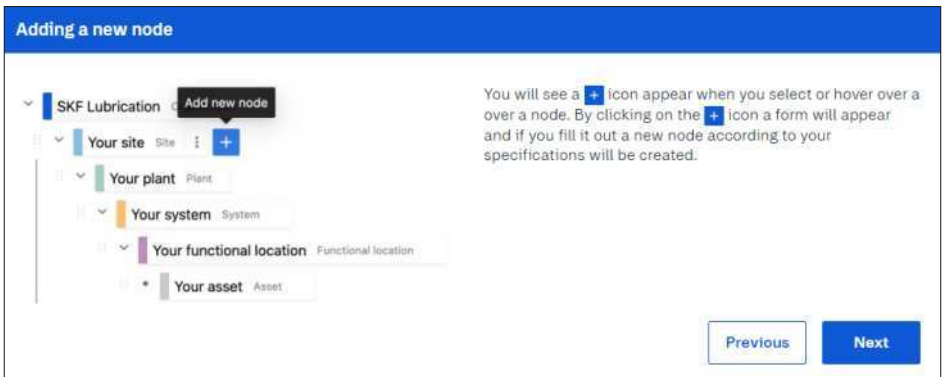 Adding a new node
SKF Lubrication
Add new node
Your site Site
Your plant Plant
Your system System
Your functional location Functional location
Your asset Asset
You will see a + icon appear when you select or hover over a
over a node. By clicking on the + icon a form will appear
and if you fill it out a new node according to your
specifications will be created.
Previous
Next